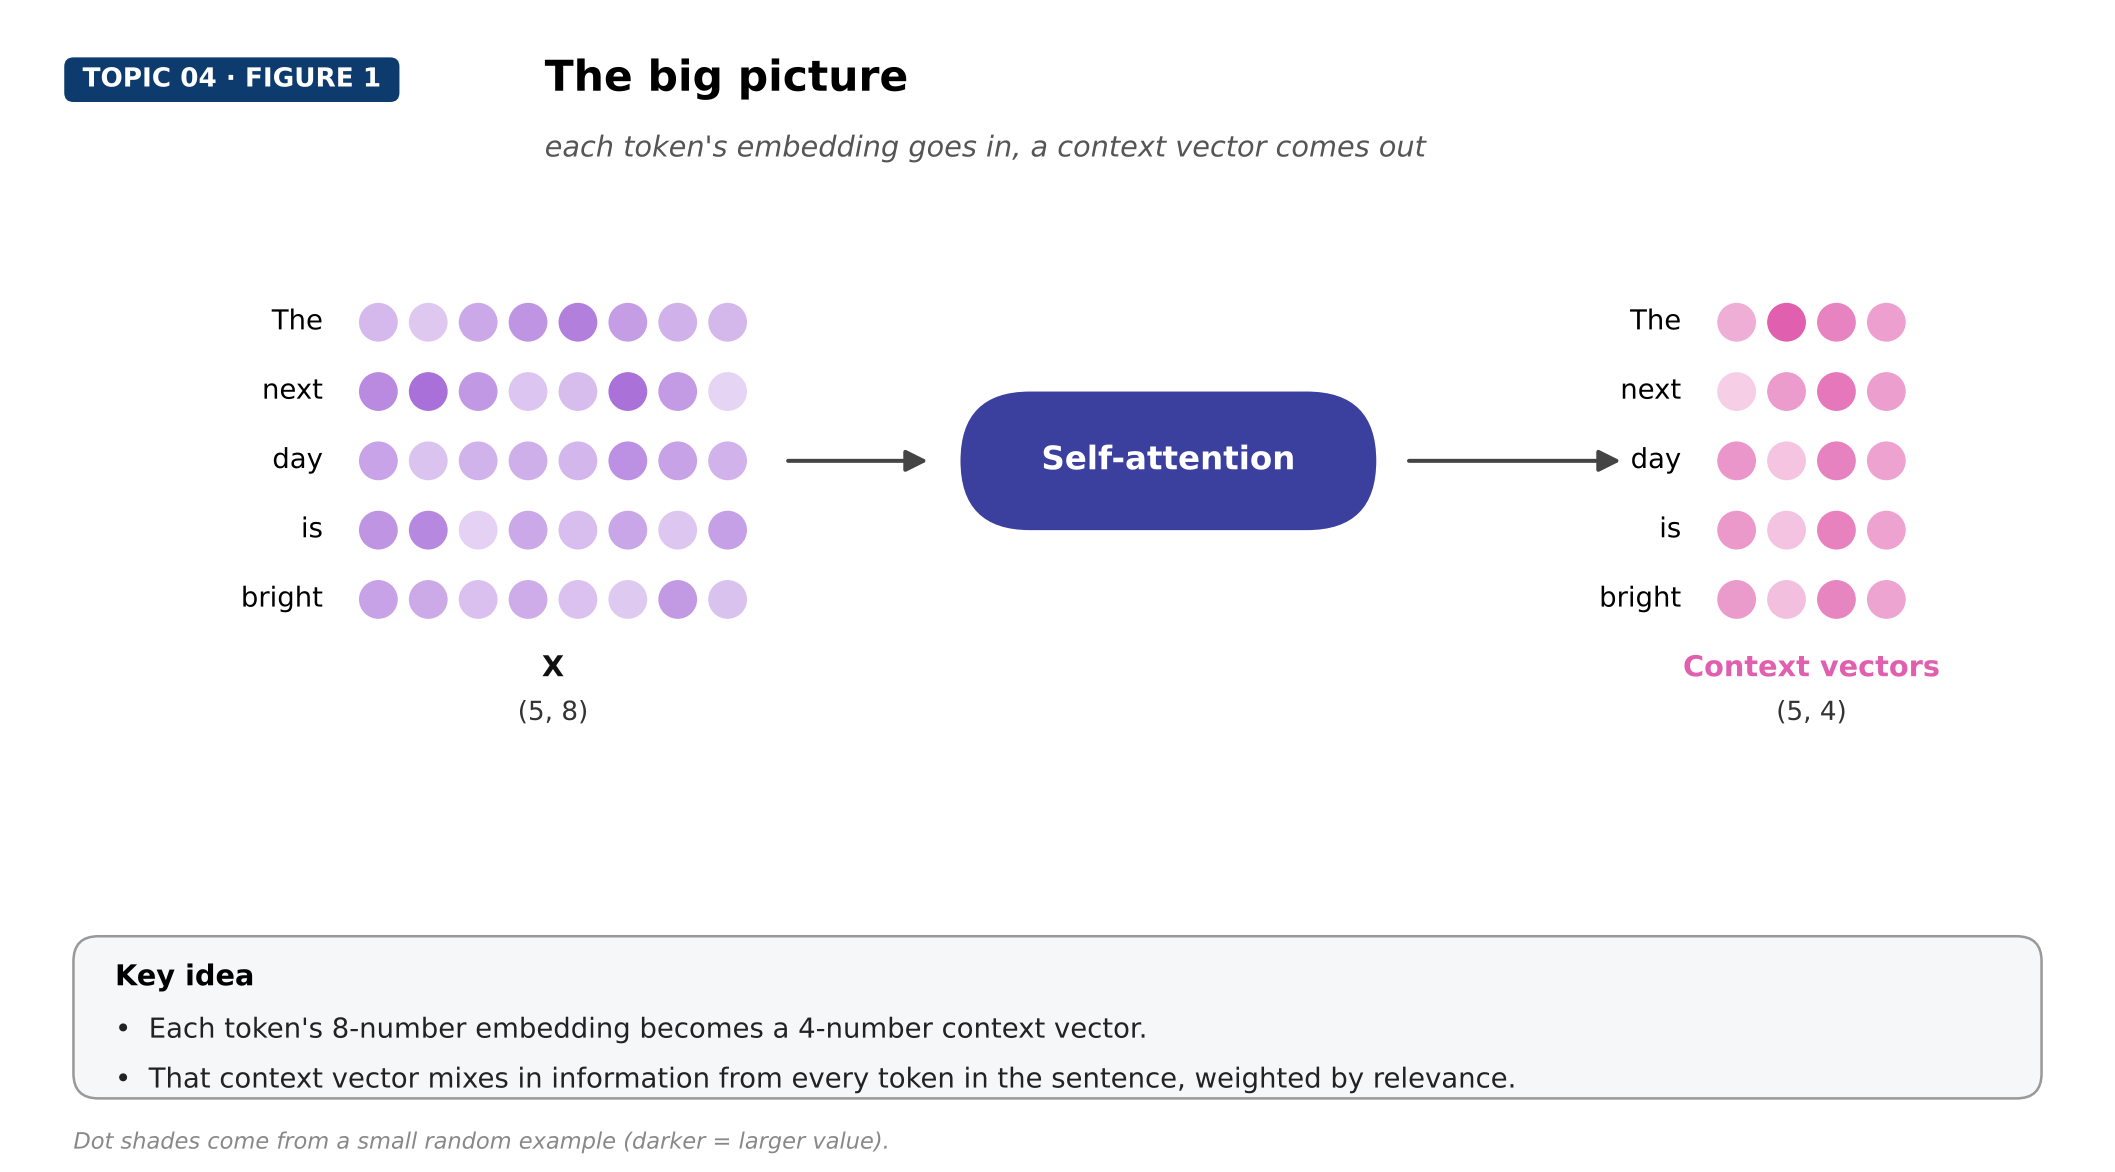 TOPIC 04 · FIGURE 1
The big picture
each token's embedding goes in, a context vector comes out
The
next
day
is
bright
X
(5, 8)
Self-attention
The
next
day
is
bright
Context vectors
(5, 4)
Key idea
• Each token's 8-number embedding becomes a 4-number context vector.
• That context vector mixes in information from every token in the sentence, weighted by relevance.
Dot shades come from a small random example (darker = larger value).